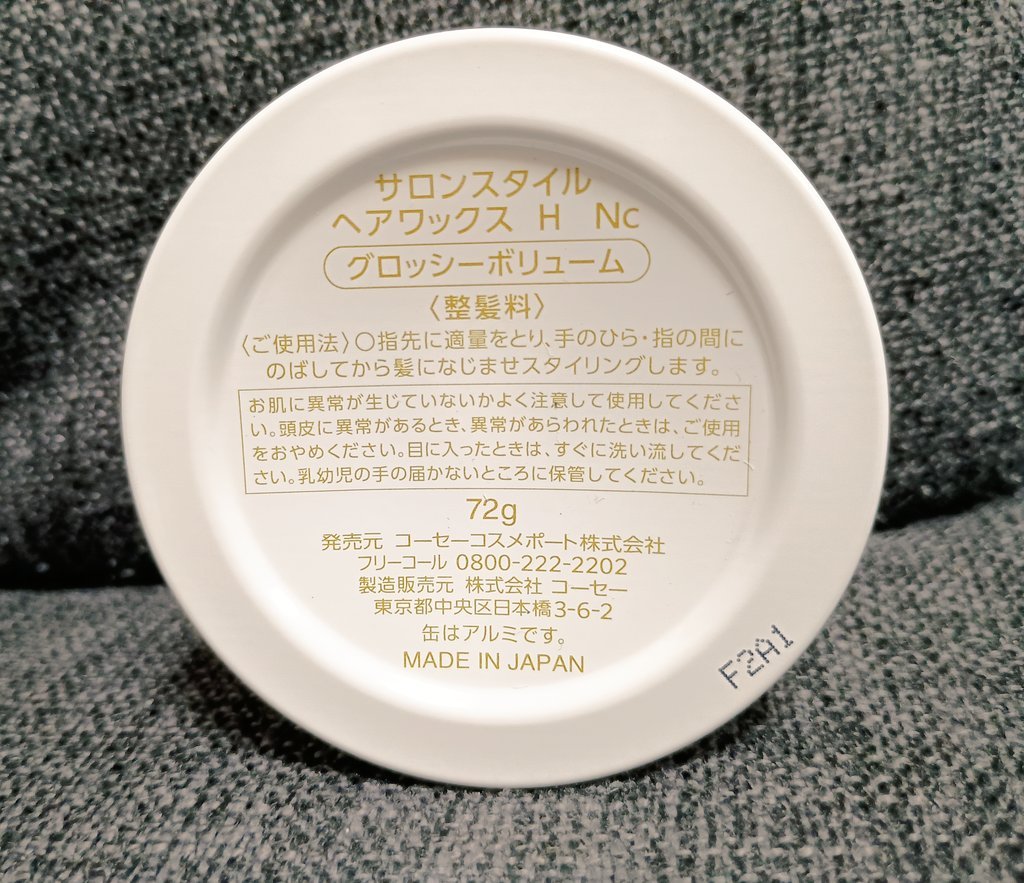 サロンスタイル
ヘアワックス H Nc
グロッシーボリューム
〈整髪料〉
〈ご使用法〉○指先に適量をとり、手のひら・指の間に
のばしてから髪になじませスタイリングします。
お肌に異常が生じていないかよく注意して使用してくださ
い。頭皮に異常があるとき、異常があらわれたときは、ご使用
をおやめください。目に入ったときは、すぐに洗い流してくだ
さい。乳幼児の手の届かないところに保管してください。
72g
発売元 コーセーコスメポート株式会社
フリーコール 0800-222-2202
製造販売元 株式会社 コーセー
東京都中央区日本橋3-6-2
缶はアルミです。
MADE IN JAPAN
F2A1